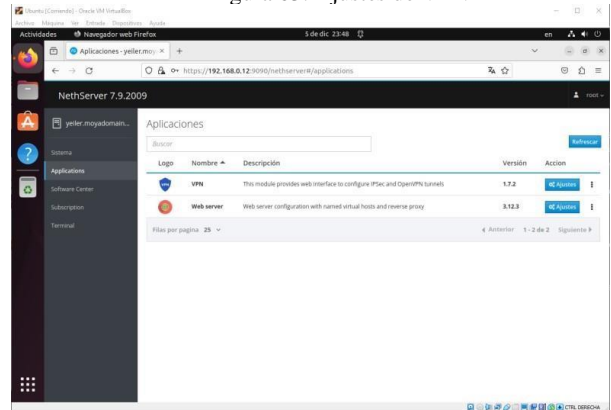 Ubuntu [Corriendo] - Oracle VM VirtualBox
Archivo Máquina Ver Entrada Dispositivos Ayuda
Actividades Navegador web Firefox 5 de dic 23:48 en
Aplicaciones - yeiler.moy
https://192.168.0.12:9090/nethserver#/applications
NethServer 7.9.2009 root
yeiler.moyadomain...
Sistema
Applications
Software Center
Subscription
Terminal
Aplicaciones
Buscar
Refrescar
Logo Nombre Descripción Versión Accion
VPN VPN This module provides web interface to configure IPSec and OpenVPN tunnels 1.7.2 Ajustes
Web server Web server configuration with named virtual hosts and reverse proxy 3.12.3 Ajustes
Filas por pagina 25 Anterior 1 - 2 de 2 Siguiente
CTRL DERECHA